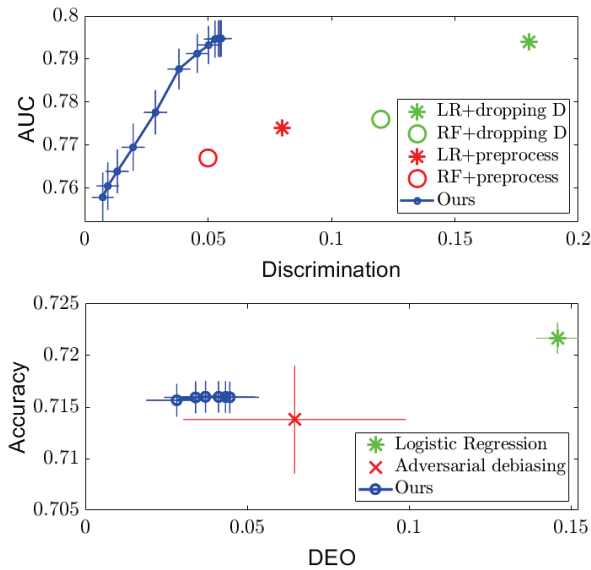 0.8
0.79
0.78
0.77
0.76
AUC
LR+dropping D
RF+dropping D
LR+preprocess
RF+preprocess
Ours
0 0.05 0.1 0.15 0.2
Discrimination
0.725
0.72
0.715
0.71
0.705
Accuracy
Logistic Regression
Adversarial debiasing
Ours
0 0.05 0.1 0.15
DEO